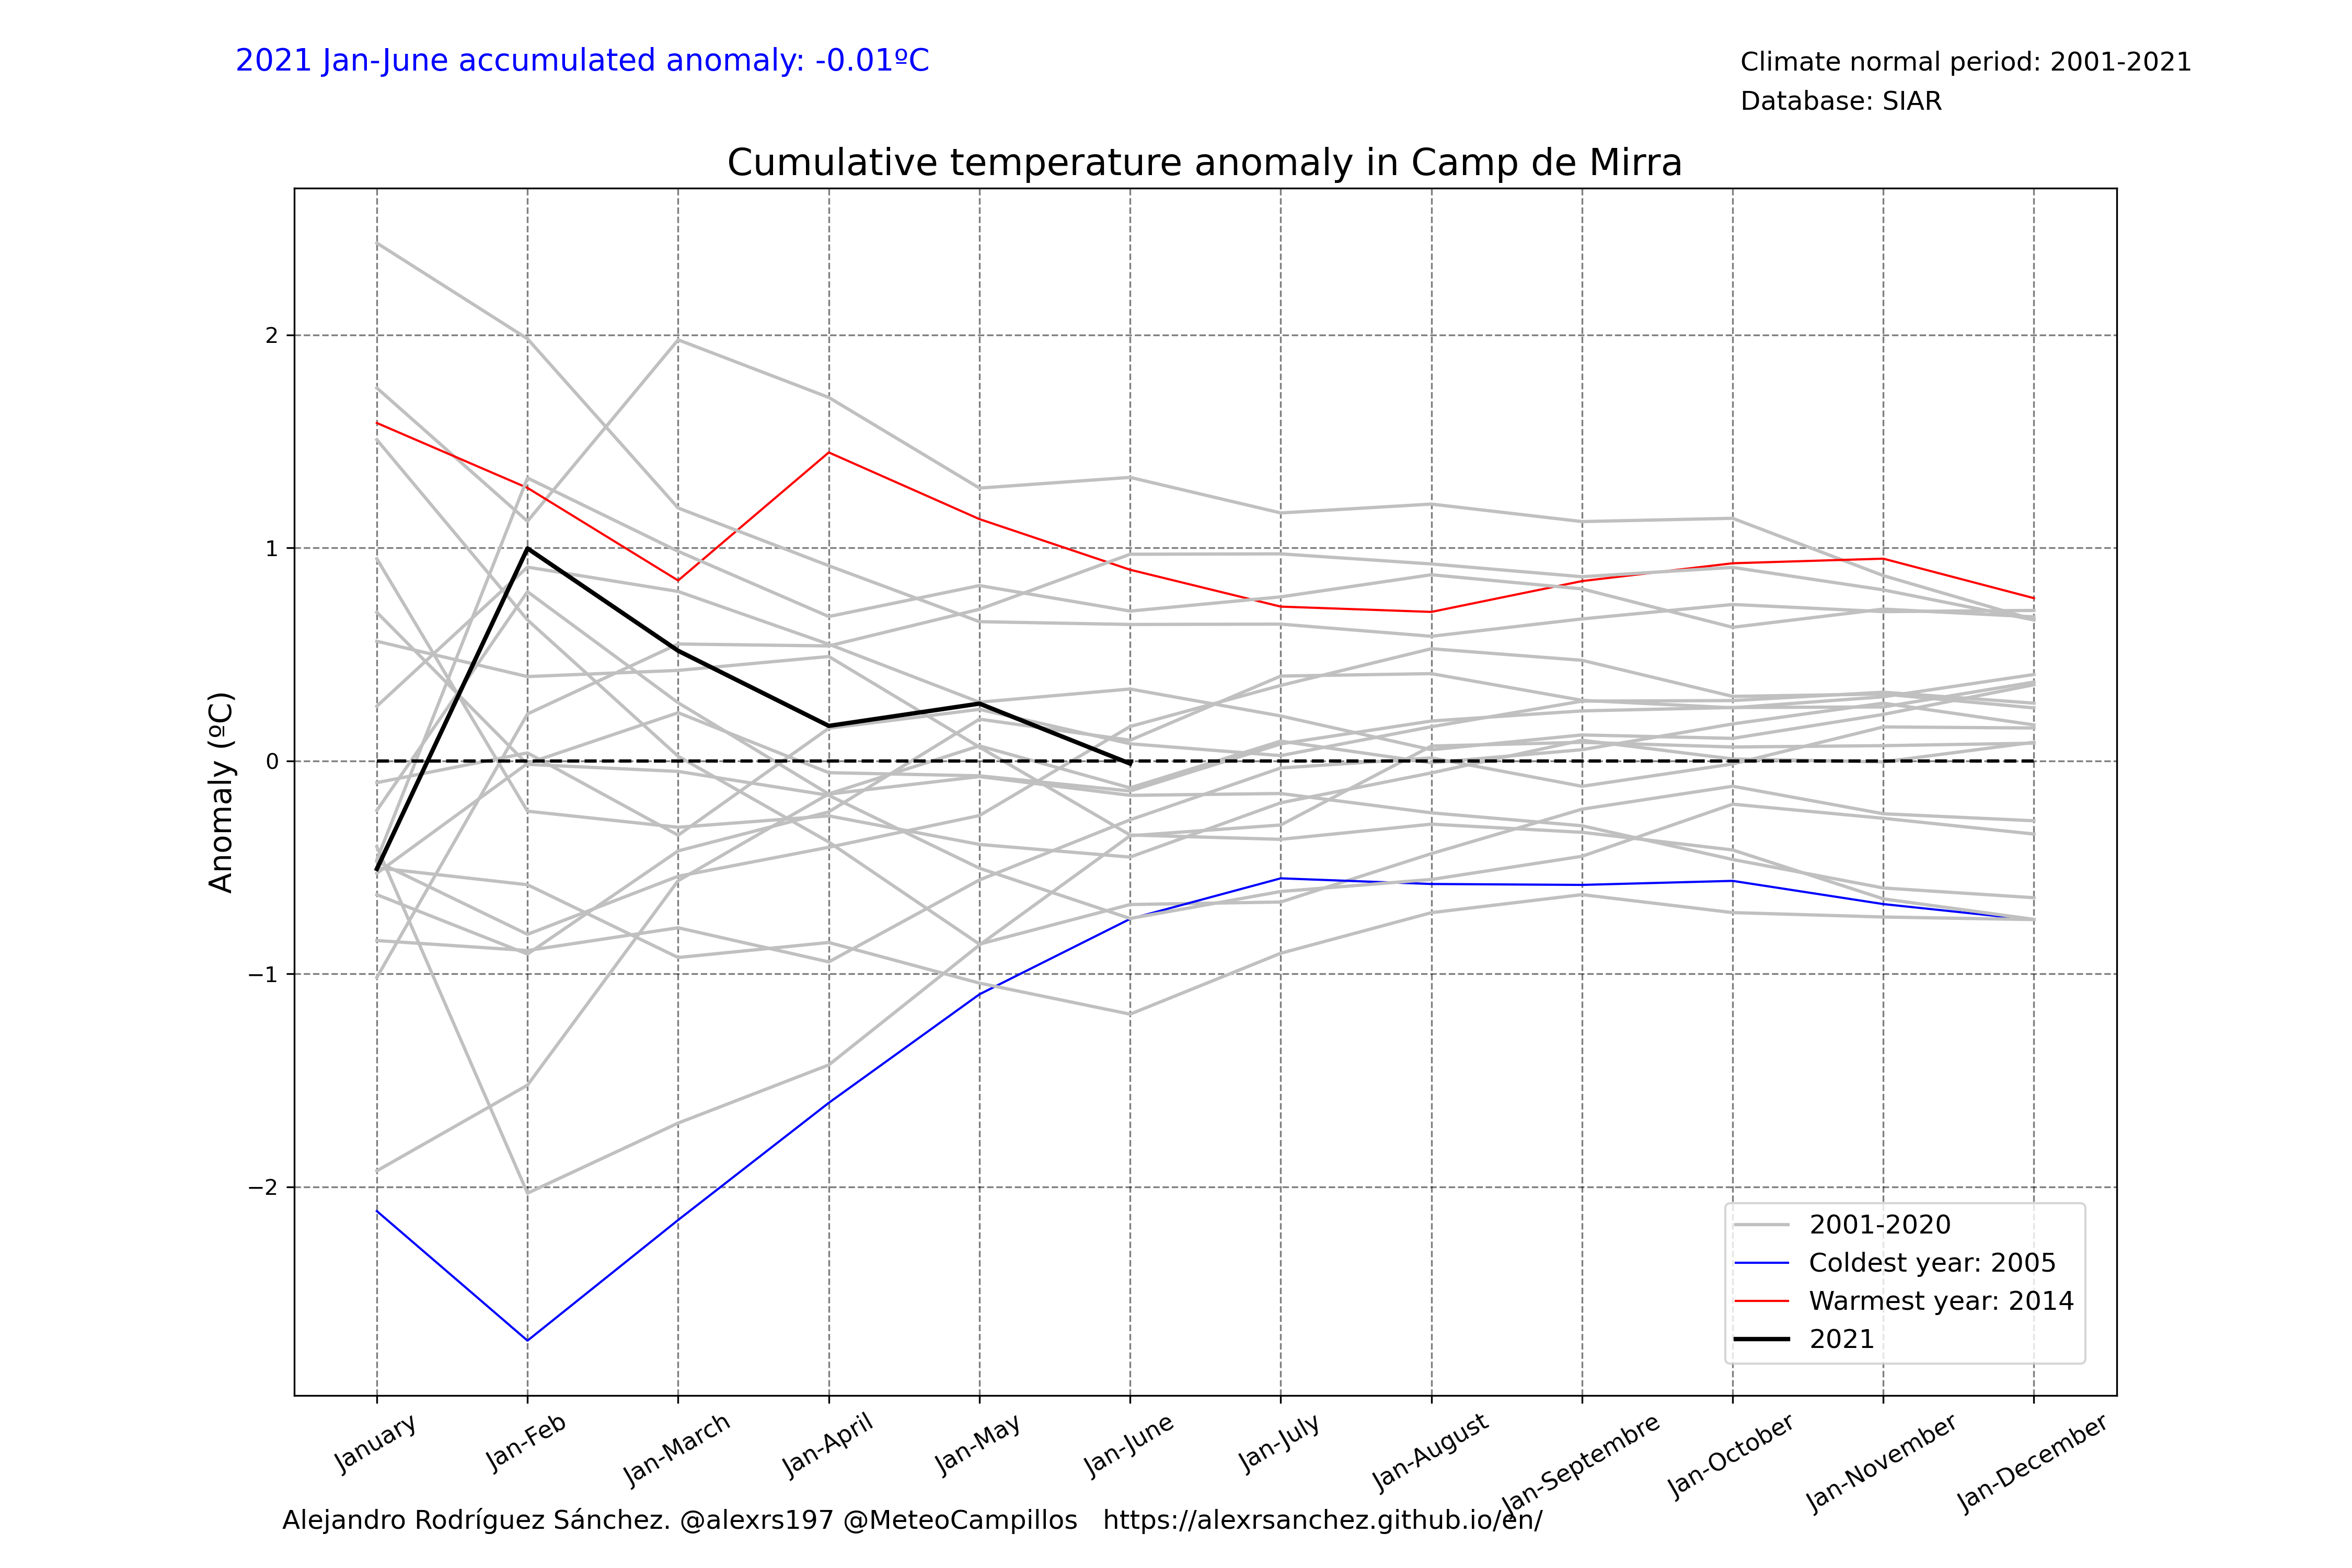 2021 Jan-June accumulated anomaly: -0.01ºC
Climate normal period: 2001-2021
Database: SIAR
Cumulative temperature anomaly in Camp de Mirra
Anomaly (ºC)
2
1
0
−1
−2
2001-2020
Coldest year: 2005
Warmest year: 2014
2021
January
Jan-Feb
Jan-March
Jan-April
Jan-May
Jan-June
Jan-July
Jan-August
Jan-Septembre
Jan-October
Jan-November
Jan-December
Alejandro Rodríguez Sánchez. @alexrs197 @MeteoCampillos   https://alexrsanchez.github.io/en/